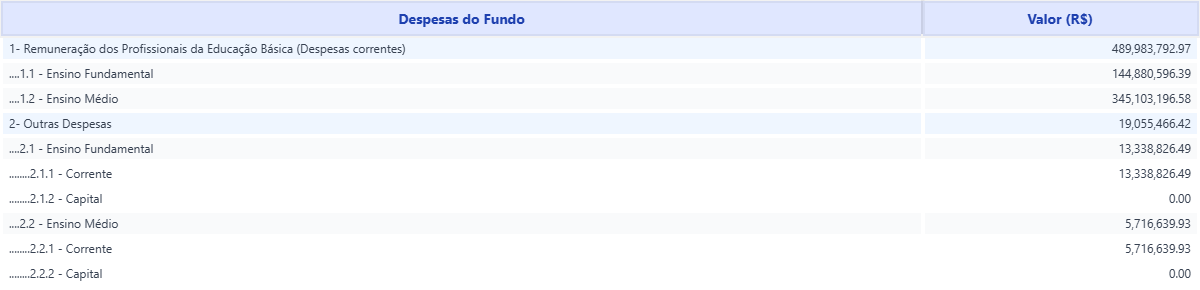 Despesas do Fundo Valor (R$)
1- Remuneração dos Profissionais da Educação Básica (Despesas correntes) 489,983,792.97
....1.1 - Ensino Fundamental 144,880,596.39
....1.2 - Ensino Médio 345,103,196.58
2- Outras Despesas 19,055,466.42
....2.1 - Ensino Fundamental 13,338,826.49
........2.1.1 - Corrente 13,338,826.49
........2.1.2 - Capital 0.00
....2.2 - Ensino Médio 5,716,639.93
........2.2.1 - Corrente 5,716,639.93
........2.2.2 - Capital 0.00